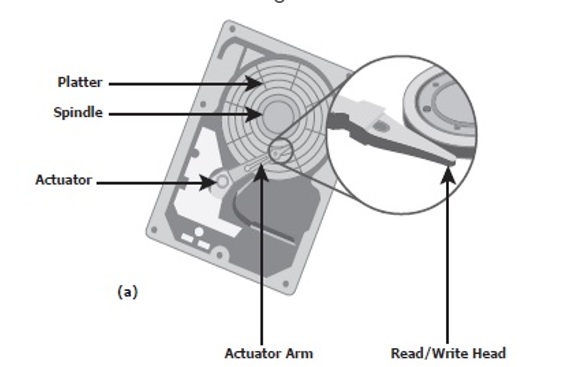 Platter
Spindle
Actuator
(a)
Actuator Arm
Read/Write Head